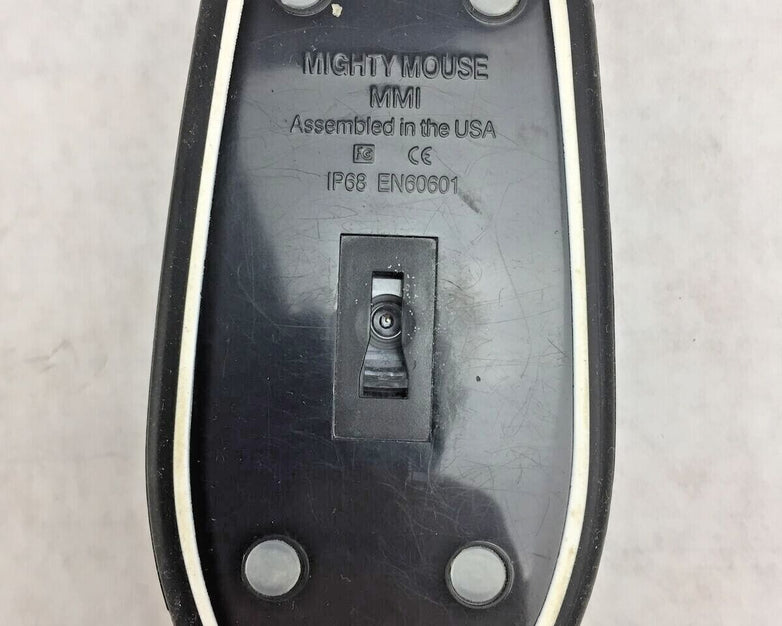 MIGHTY MOUSE
MMI
Assembled in the USA
FC CE
IP68 EN60601